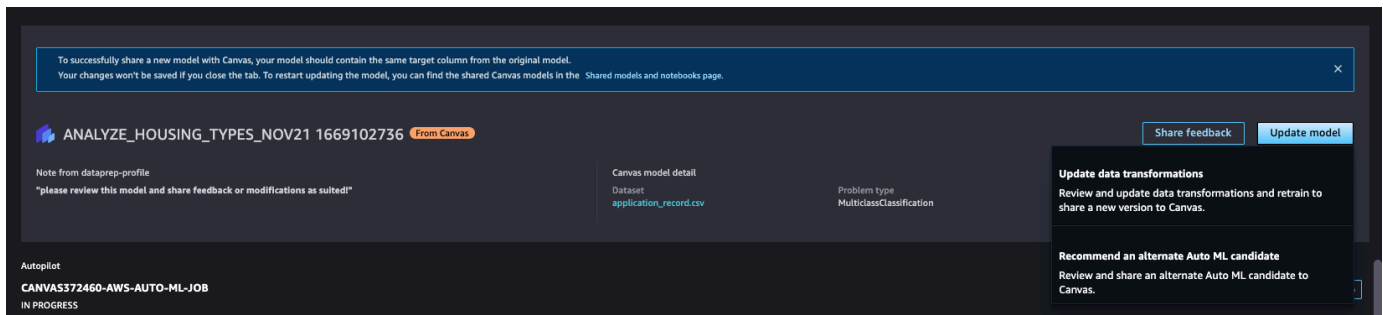 To successfully share a new model with Canvas, your model should contain the same target column from the original model.
Your changes won't be saved if you close the tab. To restart updating the model, you can find the shared Canvas models in the Shared models and notebooks page.
ANALYZE_HOUSING_TYPES_NOV21 1669102736 From Canvas
Share feedback
Update model
Note from dataprep-profile
"please review this model and share feedback or modifications as suited!"
Canvas model detail
Dataset
application_record.csv
Problem type
MulticlassClassification
Update data transformations
Review and update data transformations and retrain to
share a new version to Canvas.
Recommend an alternate Auto ML candidate
Review and share an alternate Auto ML candidate to
Canvas.
Autopilot
CANVAS372460-AWS-AUTO-ML-JOB
IN PROGRESS